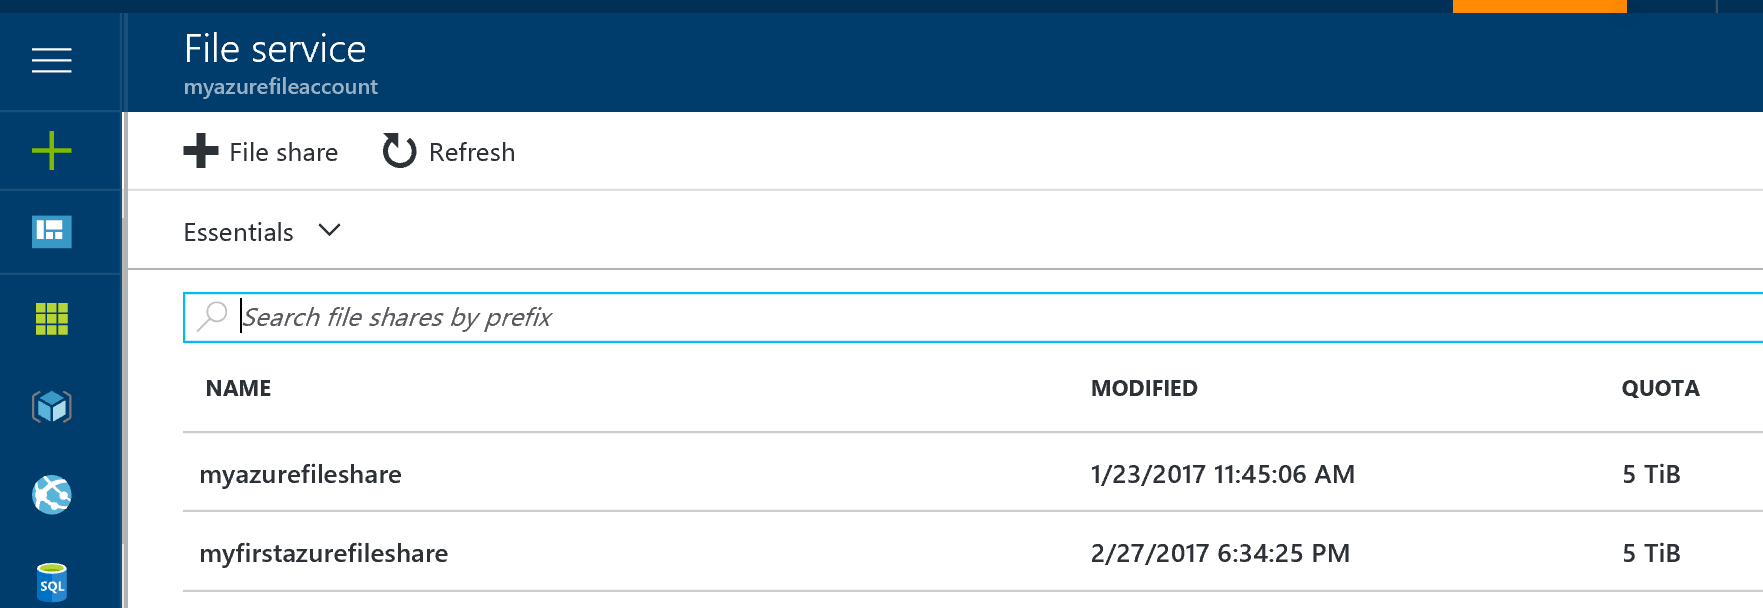 File service
myazurefileaccount
File share Refresh
Essentials
Search file shares by prefix
NAME MODIFIED QUOTA
myazurefileshare 1/23/2017 11:45:06 AM 5 TiB
myfirstazurefileshare 2/27/2017 6:34:25 PM 5 TiB
SQL